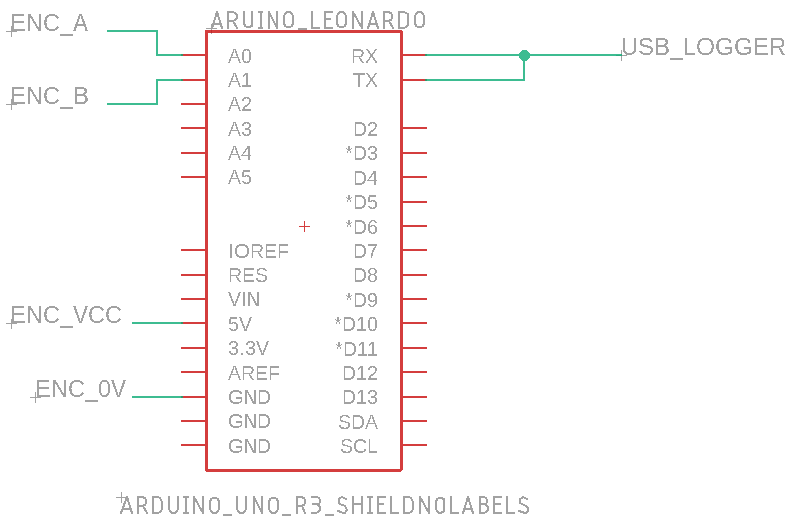 ENC_A
ENC_B
ENC_VCC
ENC_0V
ARUINO_LEONARDO
A0
A1
A2
A3
A4
A5
IOREF
RES
VIN
5V
3.3V
AREF
GND
GND
GND
RX
TX
D2
*D3
D4
*D5
*D6
D7
D8
*D9
*D10
*D11
D12
D13
SDA
SCL
USB_LOGGER
ARDUINO_UNO_R3_SHIELDNOLABELS